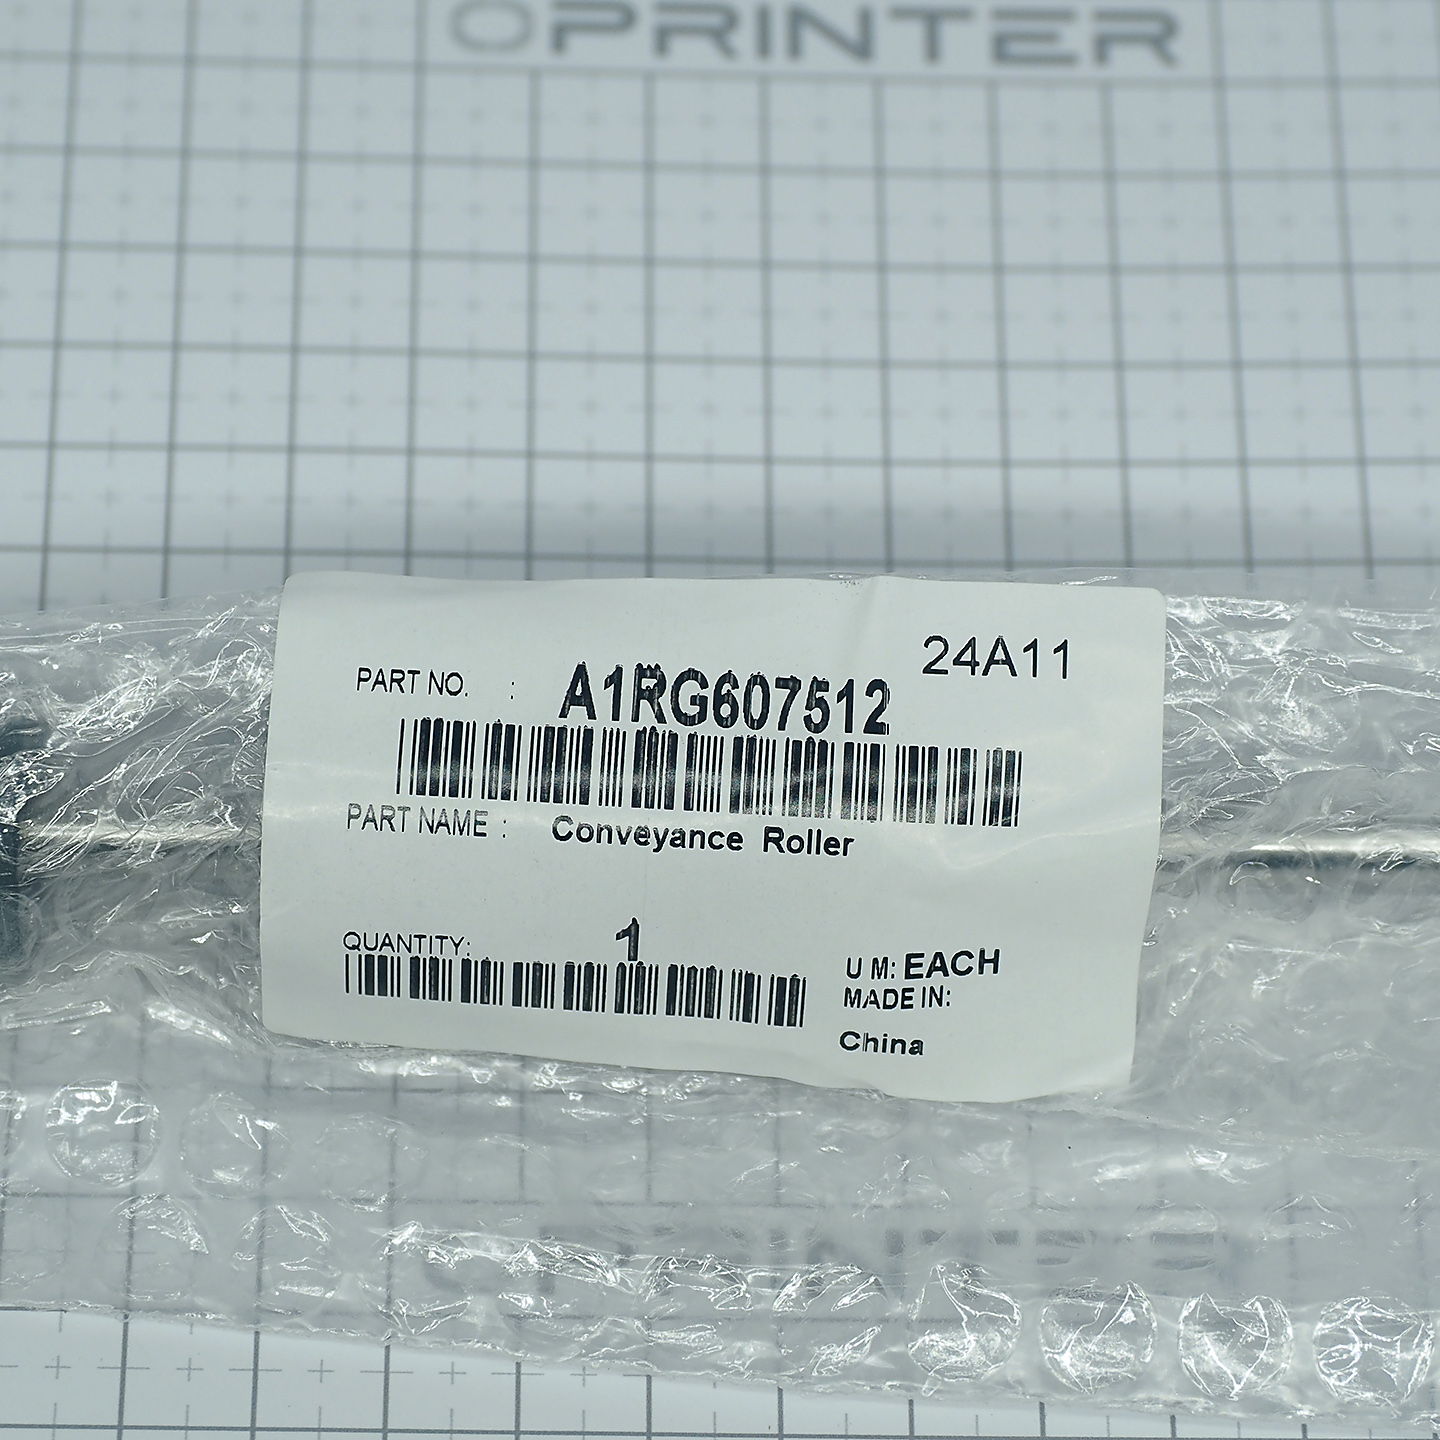 OPRINTER
24A11
PART NO. : A1RG607512
PART NAME : Conveyance Roller
QUANTITY: 1
U M: EACH
MADE IN:
China